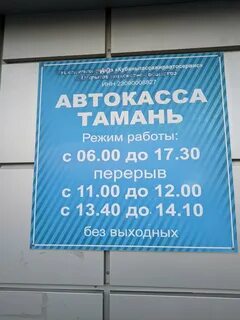 АВТОКАССА
ТАМАНЬ
Режим работы:
с 06.00 до 17.30
перерыв
с 11.00 до 12.00
с 13.40 до 14.10
без выходных